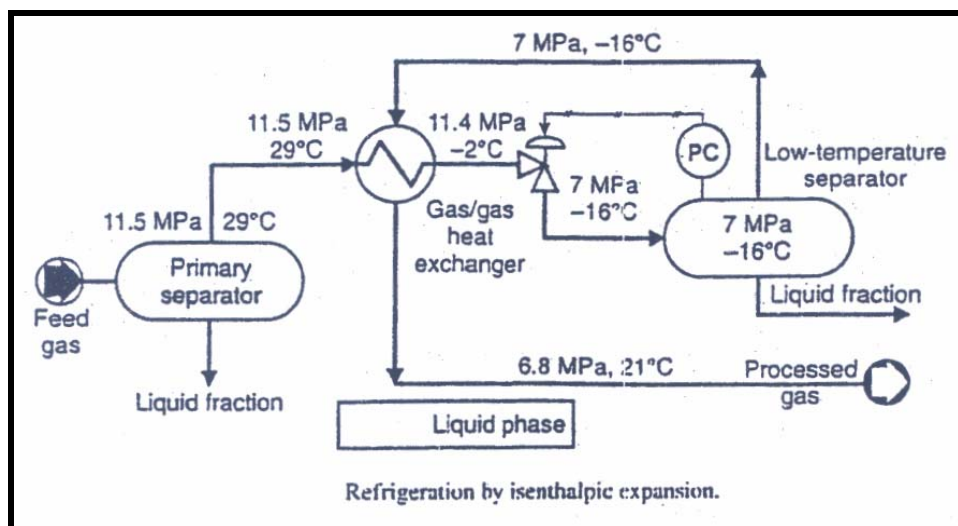 7 MPa, –16°C
11.5 MPa
29°C
11.4 MPa
–2°C
PC
Low-temperature
separator
7 MPa
–16°C
Gas/gas
heat
exchanger
7 MPa
–16°C
11.5 MPa
29°C
Primary
separator
Feed
gas
Liquid fraction
Liquid fraction
6.8 MPa, 21°C
Processed
gas
Liquid phase
Refrigeration by isenthalpic expansion.